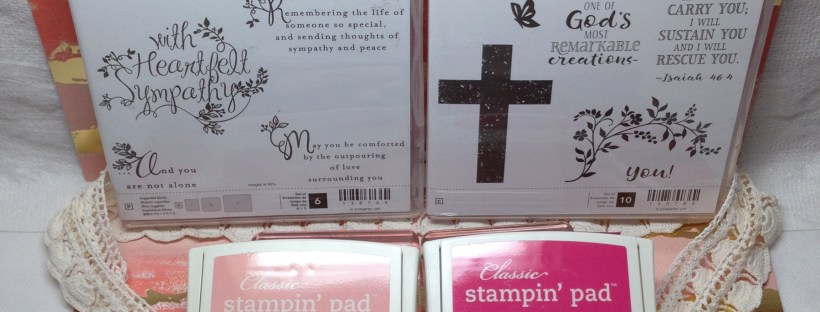 Remembering the life of
someone so special,
and sending thoughts of
sympathy and peace
with
Heartfelt
Sympathy
And you
are not alone
May you be comforted
by the outpouring
of love
surrounding you
6
ONE OF
God's
MOST
REMARKABLE
creations-
CARRY YOU;
I WILL
SUSTAIN YOU
AND I WILL
RESCUE YOU.
~Isaiah 46:4
you!
10
Classic
stampin' pad™
Classic
stampin' pad™